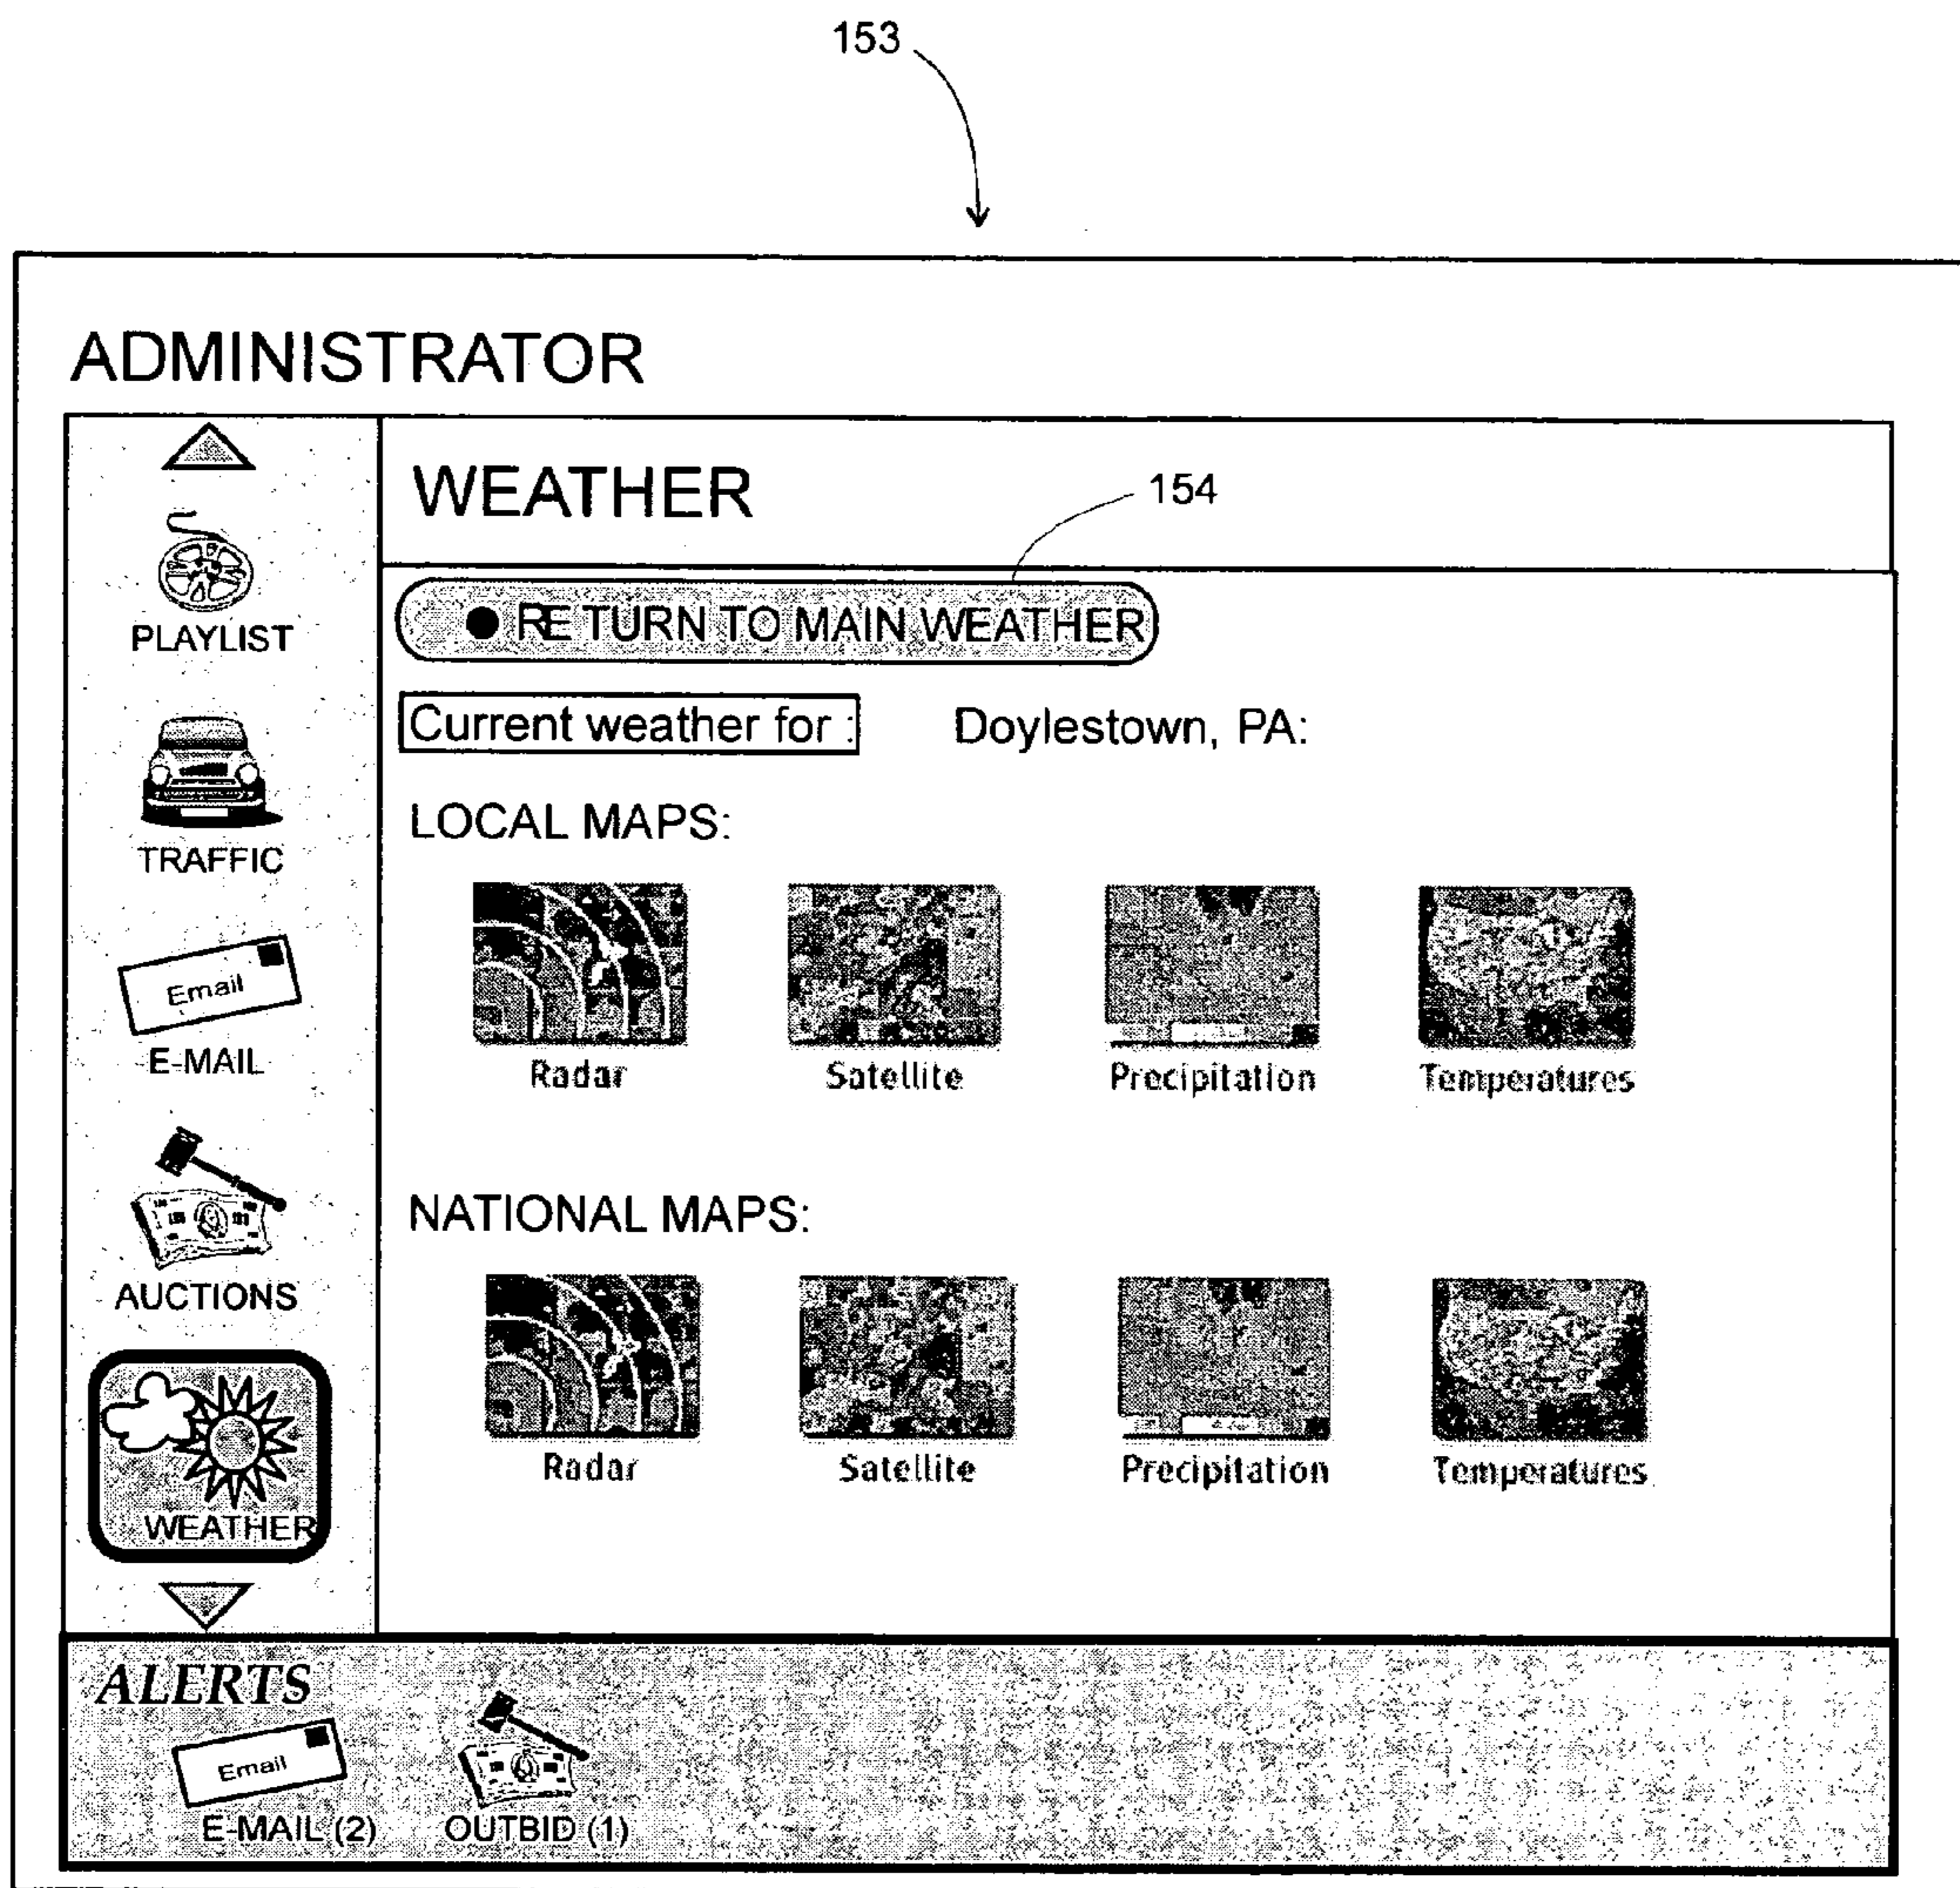 153
ADMINISTRATOR
WEATHER
154
● RETURN TO MAIN WEATHER
Current weather for :
Doylestown, PA:
LOCAL MAPS:
Radar
Satellite
Precipitation
Temperatures
NATIONAL MAPS:
Radar
Satellite
Precipitation
Temperatures
PLAYLIST
TRAFFIC
Email
E-MAIL
AUCTIONS
WEATHER
ALERTS
Email
E-MAIL (2)
OUTBID (1)